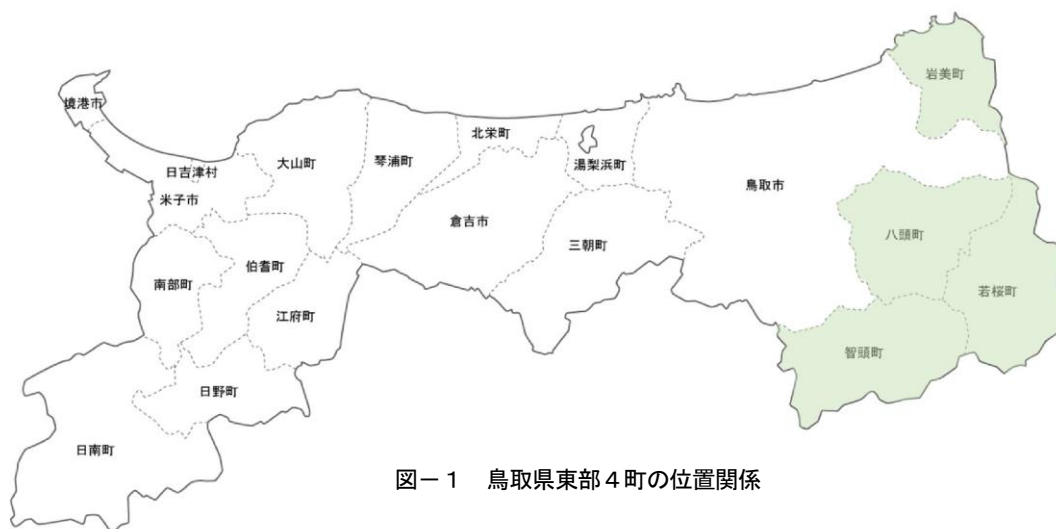 岩美町
境港市
北栄町
大山町
琴浦町
湯梨浜町
日吉津村
米子市
鳥取市
倉吉市
八頭町
三朝町
伯耆町
南部町
若桜町
江府町
智頭町
日野町
日南町
図－１　鳥取県東部４町の位置関係